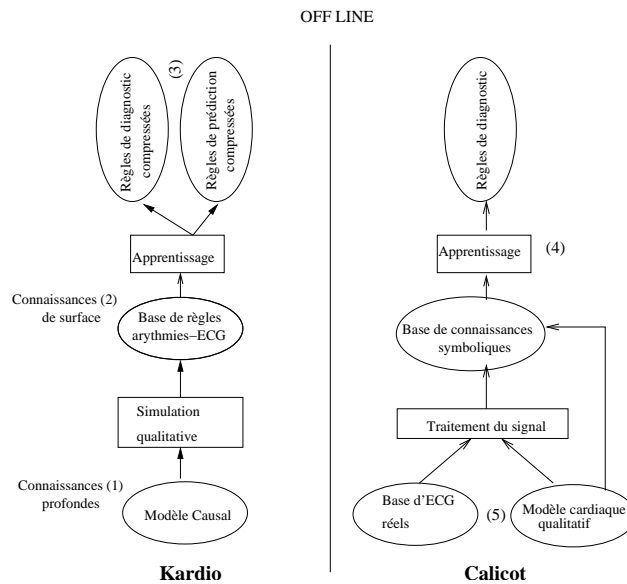 OFF LINE
Règles de diagnostic
compressées
(3)
Règles de prédiction
compressées
Apprentissage
Connaissances (2)
de surface
Base de règles
arythmies−ECG
Simulation
qualitative
Connaissances (1)
profondes
Modèle Causal
Kardio
Règles de diagnostic
Apprentissage
(4)
Base de connaissances
symboliques
Traitement du signal
Base d'ECG
réels
(5)
Modèle cardiaque
qualitatif
Calicot